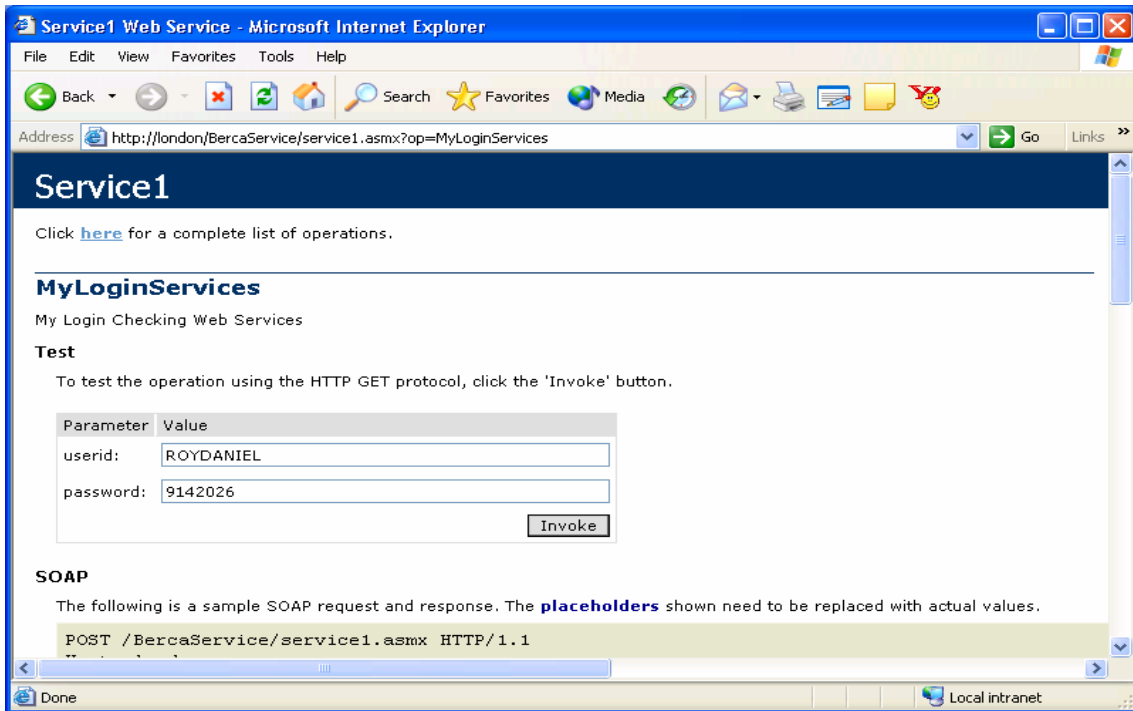 Service1 Web Service - Microsoft Internet Explorer
File Edit View Favorites Tools Help
Back Search Favorites Media
Address http://london/BercaService/service1.asmx?op=MyLoginServices Go Links »
Service1
Click here for a complete list of operations.
MyLoginServices
My Login Checking Web Services
Test
To test the operation using the HTTP GET protocol, click the 'Invoke' button.
Parameter Value
userid: ROYDANIEL
password: 9142026
Invoke
SOAP
The following is a sample SOAP request and response. The placeholders shown need to be replaced with actual values.
POST /BercaService/service1.asmx HTTP/1.1
Done Local intranet